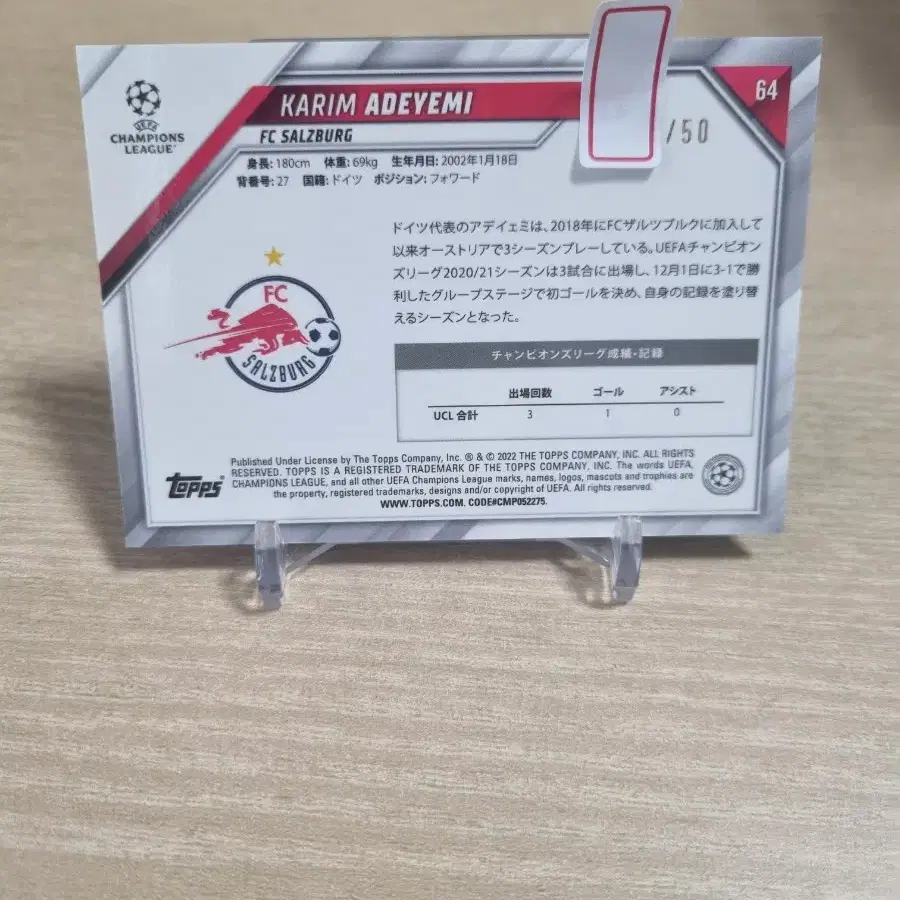 UEFA
CHAMPIONS
LEAGUE
KARIM ADEYEMI
64
FC SALZBURG
/50
身長: 180cm 体重: 69kg 生年月日: 2002年1月18日
背番号: 27 国籍: ドイツ ポジション: フォワード
ドイツ代表のアデイェミは、2018年にFCザルツブルクに加入して
以来オーストリアで3シーズンプレーしている。UEFAチャンピオン
ズリーグ2020/21シーズンは3試合に出場し、12月1日に3-1で勝
利したグループステージで初ゴールを決め、自身の記録を塗り替
えるシーズンとなった。
FC
SALZBURG
チャンピオンズリーグ成績・記録
出場回数 ゴール アシスト
UCL 合計 3 1 0
topps
Published Under License by The Topps Company, Inc. ® & © 2022 THE TOPPS COMPANY, INC. ALL RIGHTS
RESERVED. TOPPS IS A REGISTERED TRADEMARK OF THE TOPPS COMPANY, INC. The words UEFA,
CHAMPIONS LEAGUE, and all other UEFA Champions League marks, names, logos, mascots and trophies are
the property, registered trademarks, designs and/or copyright of UEFA. All rights reserved.
WWW.TOPPS.COM. CODE#CMP052275.